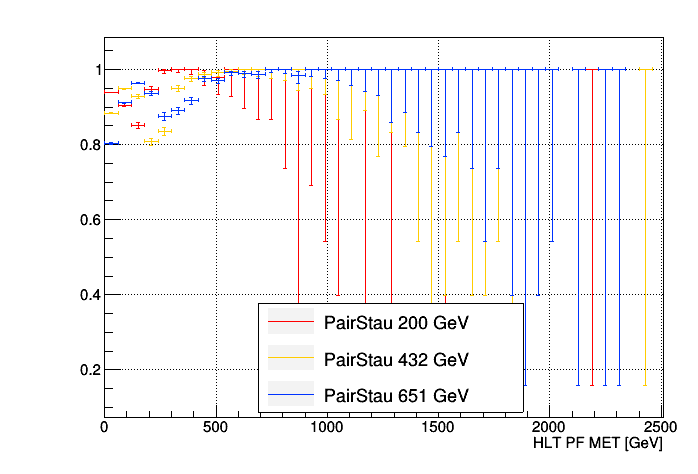 1
0.8
0.6
0.4
0.2
PairStau 200 GeV
PairStau 432 GeV
PairStau 651 GeV
0 500 1000 1500 2000 2500
HLT PF MET [GeV]